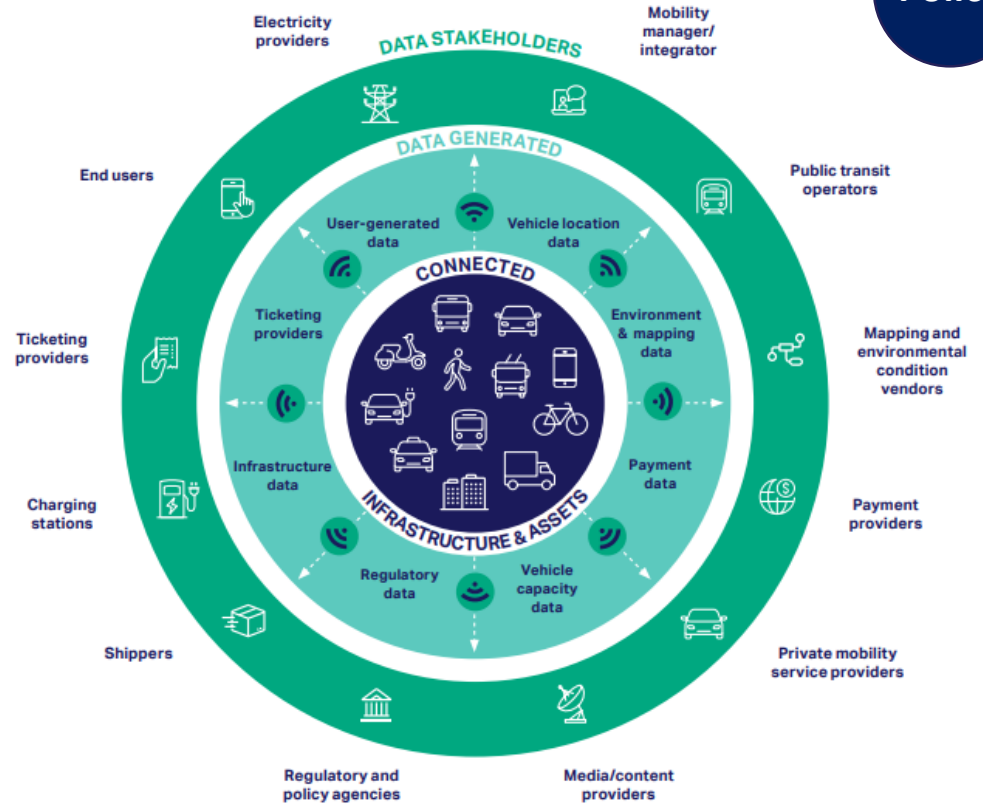 Electricity
providers
DATA STAKEHOLDERS
Mobility
manager/
integrator
DATA GENERATED
End users
Public transit
operators
User-generated
data
Vehicle location
data
CONNECTED
Ticketing
providers
Ticketing
providers
Environment
& mapping
data
Mapping and
environmental
condition
vendors
Infrastructure
data
Payment
data
Charging
stations
INFRASTRUCTURE & ASSETS
Payment
providers
Regulatory
data
Vehicle
capacity
data
Shippers
Private mobility
service providers
Regulatory and
policy agencies
Media/content
providers